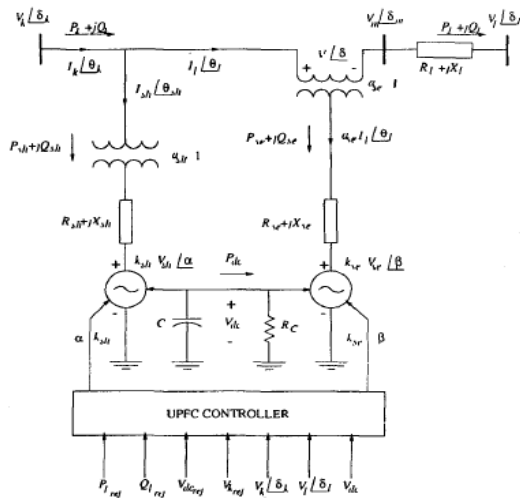 V_k /δ_k
P_k + jQ_k
I_k /θ_k
I_l /θ_l
V /δ
+ -
V_m /δ_m
P_l + jQ_l
V_l /δ_l
R_l + jX_l
a_se 1
I_sh /θ_sh
P_sh + jQ_sh
a_sh 1
P_se + jQ_se
a_se I_l /θ_l
R_sh + jX_sh
R_se + jX_se
+ k_sh V_sh /α
P_dc
+ k_se V_se /β
-
C
+ V_dc -
R_C
-
α
k_sh
k_se
β
UPFC CONTROLLER
P_l ref
Q_l ref
V_dc ref
V_k ref
V_k /δ_k
V_l /δ_l
V_dc